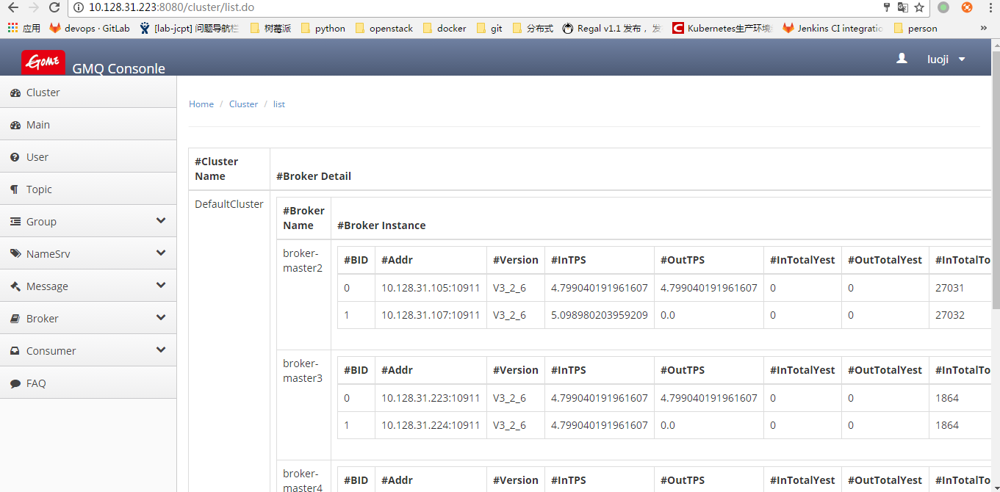 10.128.31.223:8080/cluster/list.do
应用 devops · GitLab [lab-jcpt] 问题导航栏 树莓派 python openstack docker git 分布式 Regal v1.1 发布， 发 Kubernetes生产环境 Jenkins CI integratio person »
GOME GMQ Consonle luoji
Cluster
Main
User
Topic
Group
NameSrv
Message
Broker
Consumer
FAQ
Home / Cluster / list
#Cluster
Name
#Broker Detail
DefaultCluster
#Broker
Name
#Broker Instance
broker-
master2
#BID #Addr #Version #InTPS #OutTPS #InTotalYest #OutTotalYest #InTotalTo
0 10.128.31.105:10911 V3_2_6 4.799040191961607 4.799040191961607 0 0 27031
1 10.128.31.107:10911 V3_2_6 5.098980203959209 0.0 0 0 27032
broker-
master3
#BID #Addr #Version #InTPS #OutTPS #InTotalYest #OutTotalYest #InTotalTo
0 10.128.31.223:10911 V3_2_6 4.799040191961607 4.799040191961607 0 0 1864
1 10.128.31.224:10911 V3_2_6 4.799040191961607 0.0 0 0 1864
broker-
master4
#BID #Addr #Version #InTPS #OutTPS #InTotalYest #OutTotalYest #InTotalTo